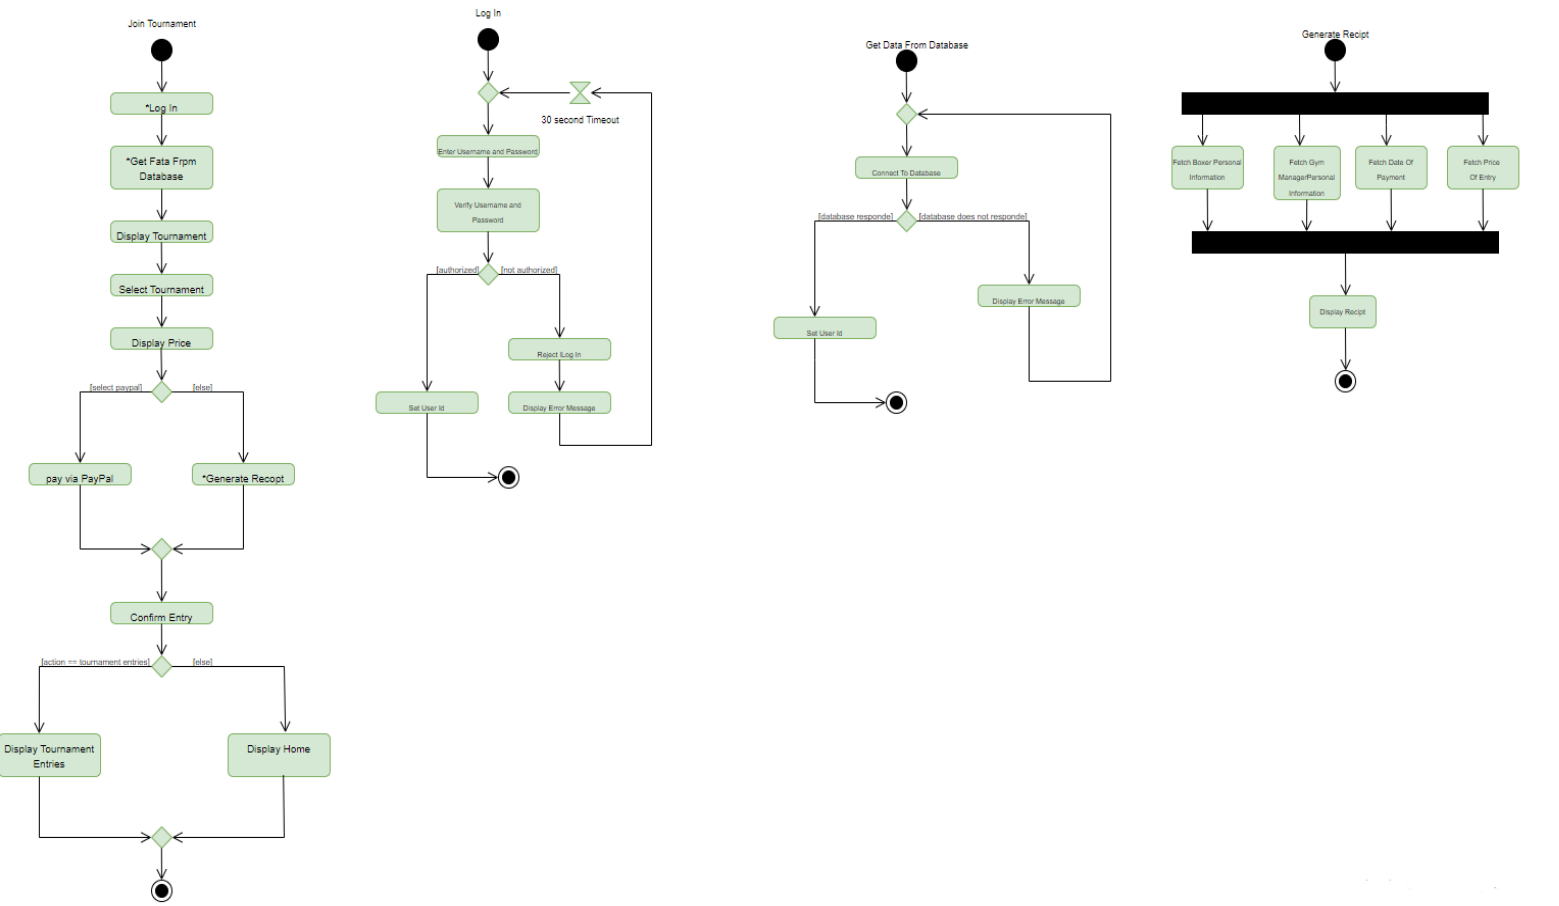 Join Tournament
*Log In
*Get Fata Frpm
Database
Display Tournament
Select Tournament
Display Price
[select paypal]
[else]
pay via PayPal
*Generate Recopt
Confirm Entry
[action == tournament entries]
[else]
Display Tournament
Entries
Display Home
Log In
30 second Timeout
Enter Username and Password
Verify Username and
Password
[authorized]
[not authorized]
Reject lLog In
Set User Id
Display Error Message
Get Data From Database
Connect To Database
[database responde]
[database does not responde]
Display Error Message
Set User Id
Generate Recipt
Fetch Boxer Personal
Information
Fetch Gym
ManagerPersonal
Information
Fetch Date Of
Payment
Fetch Price
Of Entry
Display Recipt